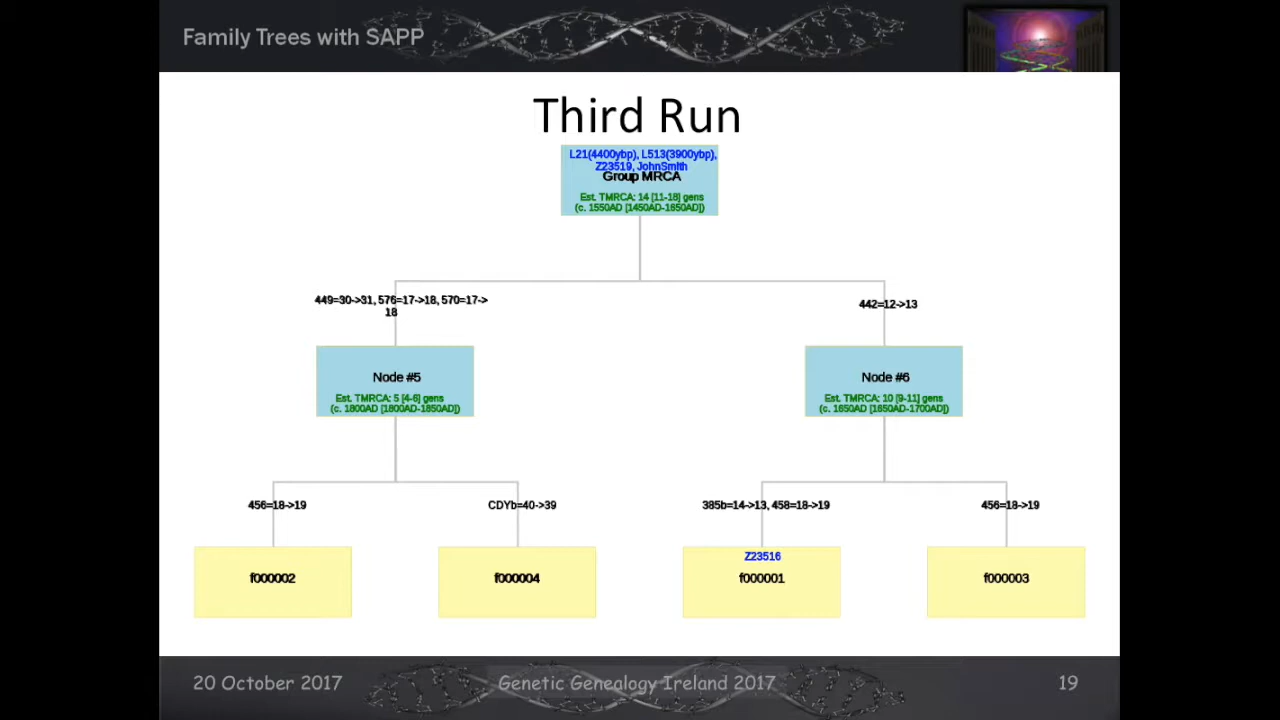 Family Trees with SAPP
Third Run
L21(4400ybp), L513(3900ybp),
Z23519, JohnSmith
Group MRCA
Est. TMRCA: 14 [11-18] gens
(c. 1550AD [1450AD-1650AD])
449=30->31, 576=17->18, 570=17->
18
442=12->13
Node #5
Est. TMRCA: 5 [4-6] gens
(c. 1800AD [1800AD-1850AD])
Node #6
Est. TMRCA: 10 [9-11] gens
(c. 1650AD [1650AD-1700AD])
456=18->19
CDYb=40->39
385b=14->13, 458=18->19
456=18->19
f000002
f000004
Z23516
f000001
f000003
20 October 2017
Genetic Genealogy Ireland 2017
19